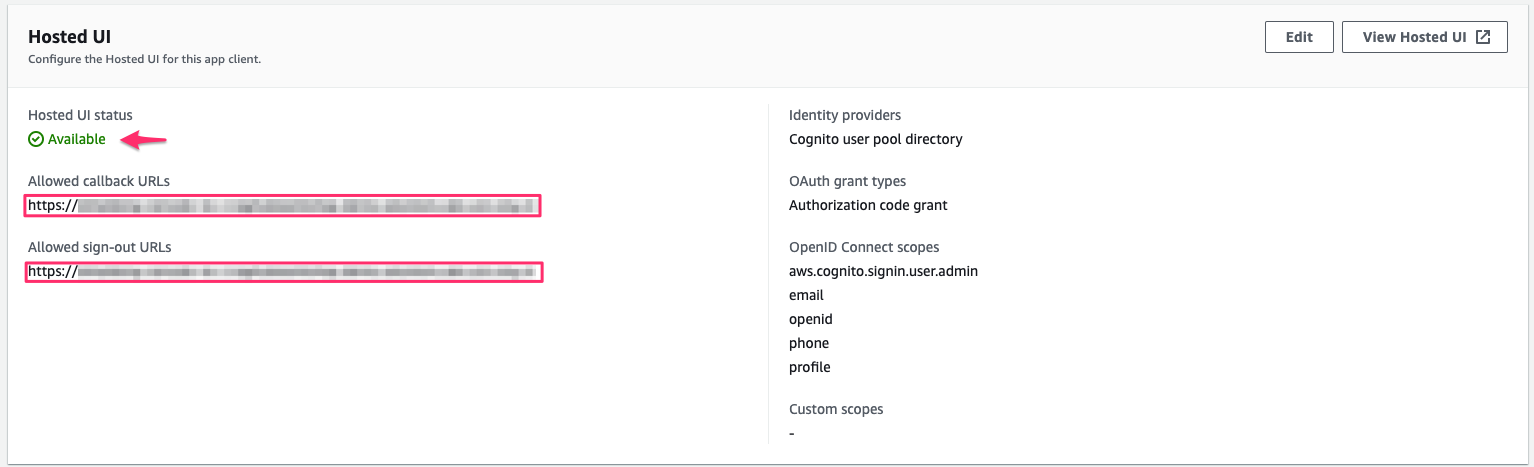 Hosted UI
Configure the Hosted UI for this app client.
Edit
View Hosted UI
Hosted UI status
Available
Allowed callback URLs
https://
Allowed sign-out URLs
https://
Identity providers
Cognito user pool directory
OAuth grant types
Authorization code grant
OpenID Connect scopes
aws.cognito.signin.user.admin
email
openid
phone
profile
Custom scopes
-